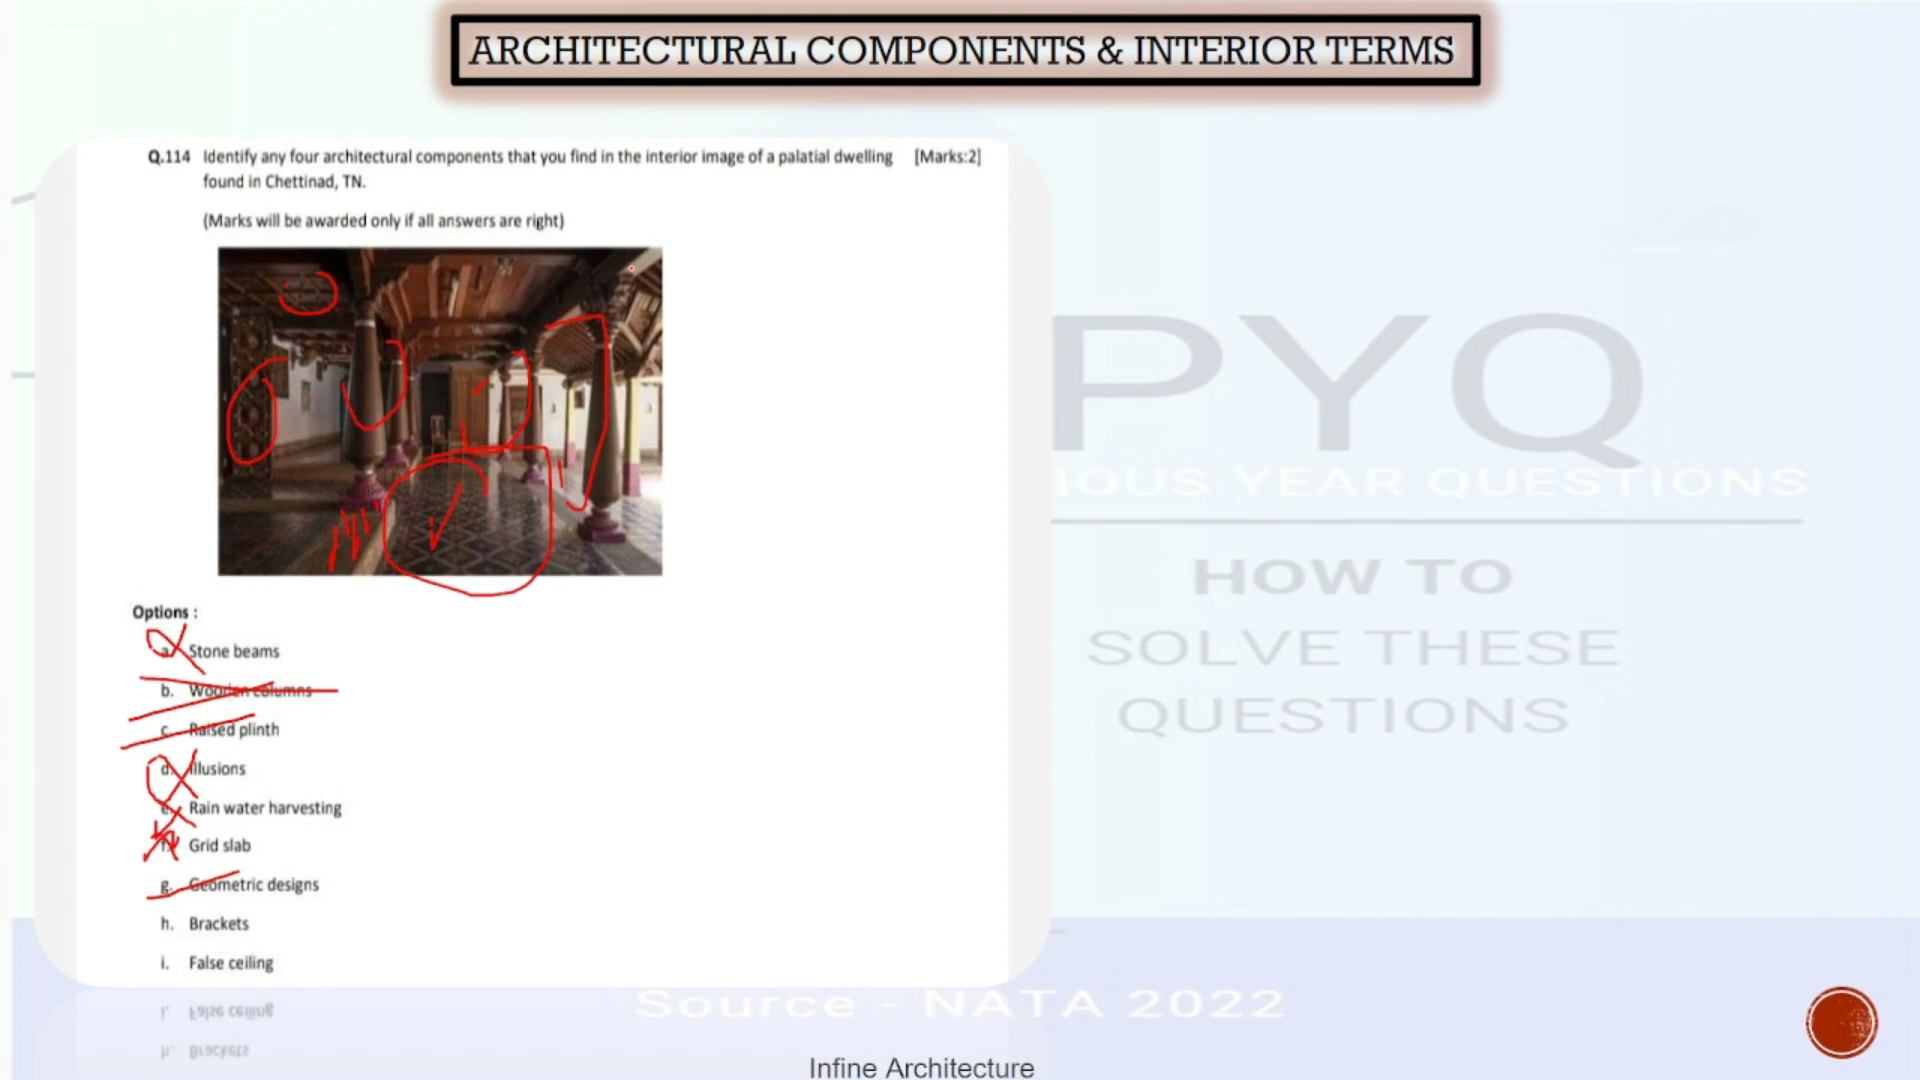 ARCHITECTURAL COMPONENTS & INTERIOR TERMS
Q.114 Identify any four architectural components that you find in the interior image of a palatial dwelling [Marks:2]
found in Chettinad, TN.
(Marks will be awarded only if all answers are right)
Options :
a. Stone beams
b. Wooden columns
c. Raised plinth
d. Illusions
e. Rain water harvesting
f. Grid slab
g. Geometric designs
h. Brackets
i. False ceiling
PYQ
IOUS YEAR QUESTIONS
HOW TO
SOLVE THESE
QUESTIONS
Source - NATA 2022
Infine Architecture